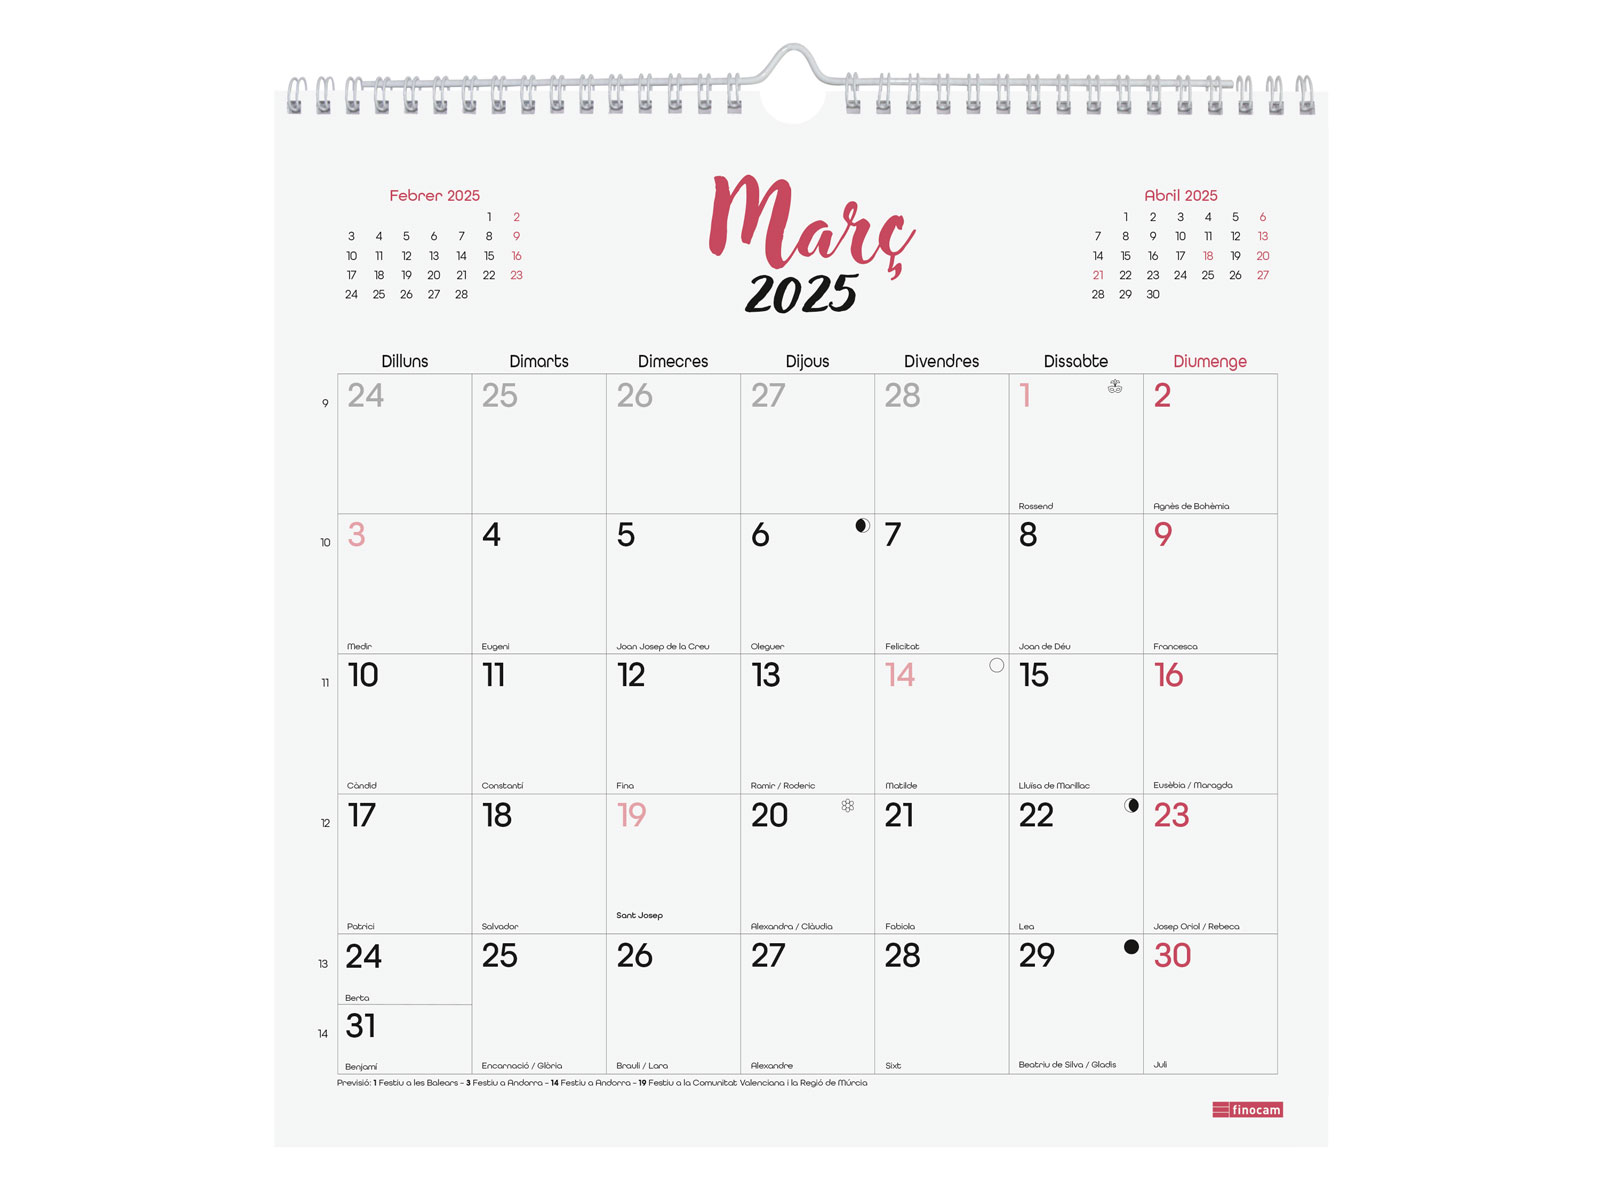 Febrer 2025
1 2
3 4 5 6 7 8 9
10 11 12 13 14 15 16
17 18 19 20 21 22 23
24 25 26 27 28
Març
2025
Abril 2025
1 2 3 4 5 6
7 8 9 10 11 12 13
14 15 16 17 18 19 20
21 22 23 24 25 26 27
28 29 30
Dilluns Dimarts Dimecres Dijous Divendres Dissabte Diumenge
9 24 25 26 27 28 1 2
Rossend Agnès de Bohèmia
10 3 4 5 6 7 8 9
Medir Eugeni Joan Josep de la Creu Oleguer Felicitat Joan de Déu Francesca
11 10 11 12 13 14 15 16
Càndid Constantí Fina Ramir / Roderic Matilde Lluïsa de Marillac Eusèbia / Maragda
12 17 18 19 20 21 22 23
Sant Josep
Patrici Salvador Alexandra / Clàudia Fabiola Lea Josep Oriol / Rebeca
13 24 25 26 27 28 29 30
Berta
14 31
Benjamí Encarnació / Glòria Brauli / Lara Alexandre Sixt Beatriu de Silva / Gladis Juli
Previsió: 1 Festiu a les Balears - 3 Festiu a Andorra - 14 Festiu a Andorra - 19 Festiu a la Comunitat Valenciana i la Regió de Múrcia
finocam